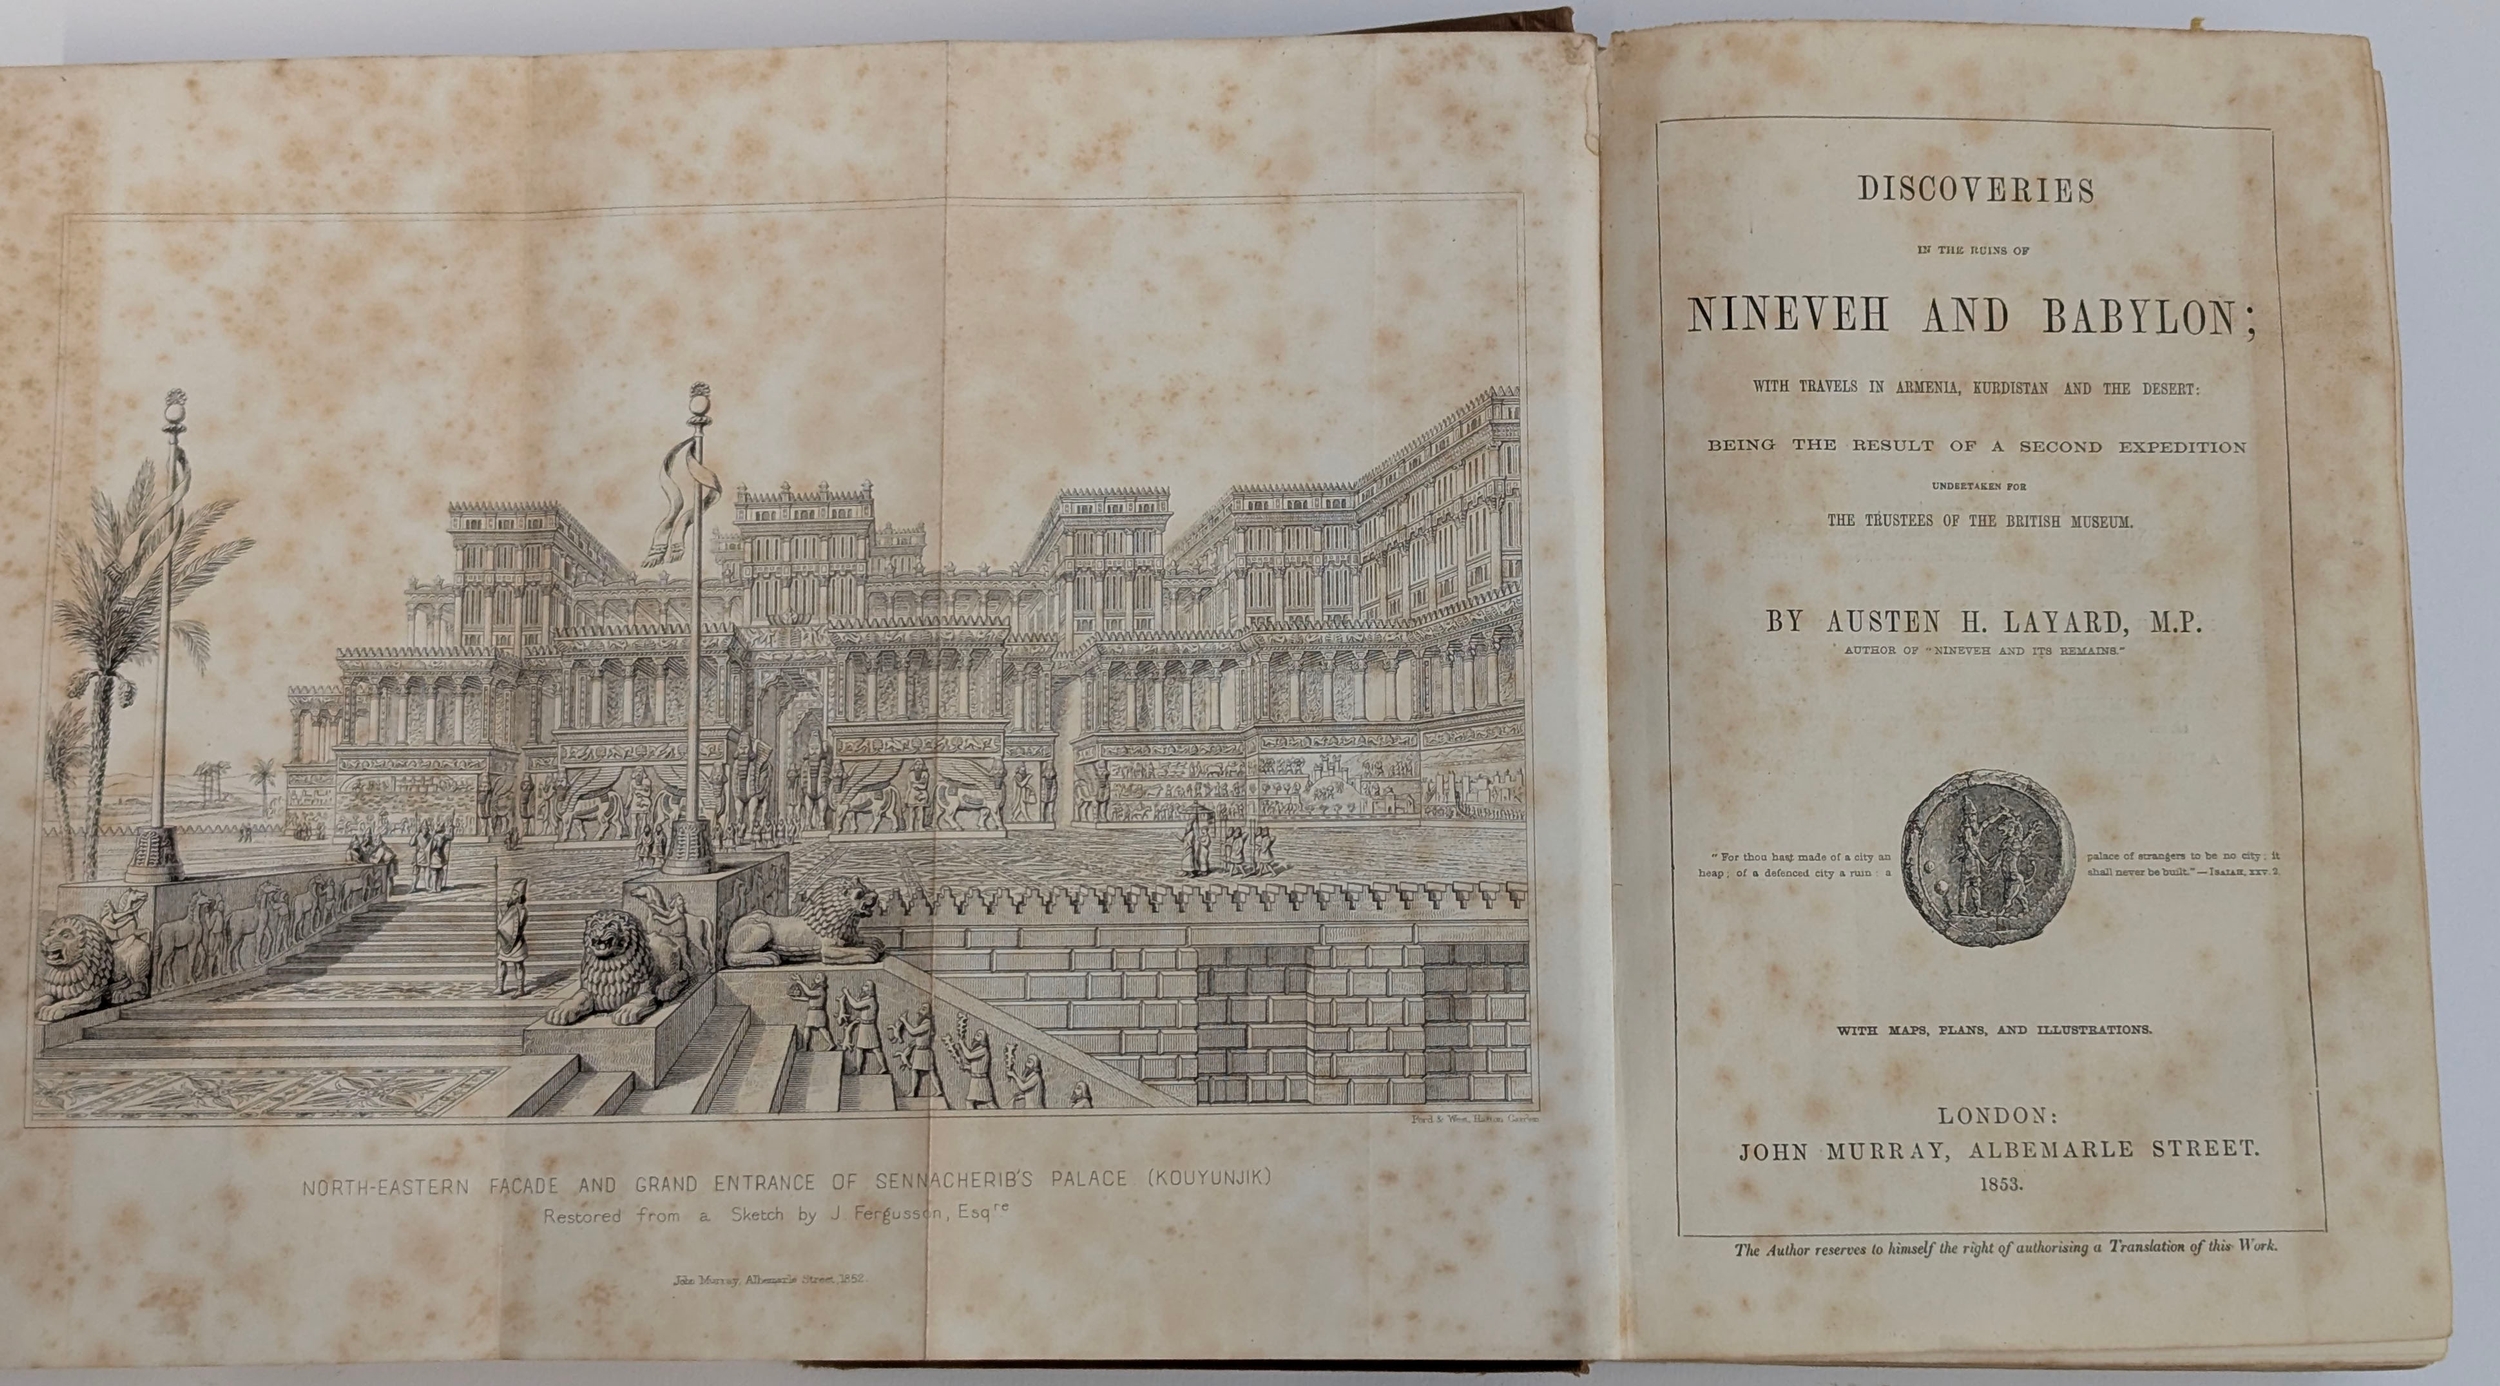 Ford & West, Hatton Garden
NORTH-EASTERN FACADE AND GRAND ENTRANCE OF SENNACHERIB'S PALACE (KOUYUNJIK)
Restored from a Sketch by J. Fergusson, Esqre
John Murray, Albemarle Street, 1852.
DISCOVERIES
IN THE RUINS OF
NINEVEH AND BABYLON;
WITH TRAVELS IN ARMENIA, KURDISTAN AND THE DESERT:
BEING THE RESULT OF A SECOND EXPEDITION
UNDERTAKEN FOR
THE TRUSTEES OF THE BRITISH MUSEUM.
BY AUSTEN H. LAYARD, M.P.
AUTHOR OF "NINEVEH AND ITS REMAINS."
"For thou hast made of a city an heap; of a defenced city a ruin: a
palace of strangers to be no city; it shall never be built."—ISAIAH, xxv. 2.
WITH MAPS, PLANS, AND ILLUSTRATIONS.
LONDON:
JOHN MURRAY, ALBEMARLE STREET.
1853.
The Author reserves to himself the right of authorising a Translation of this Work.